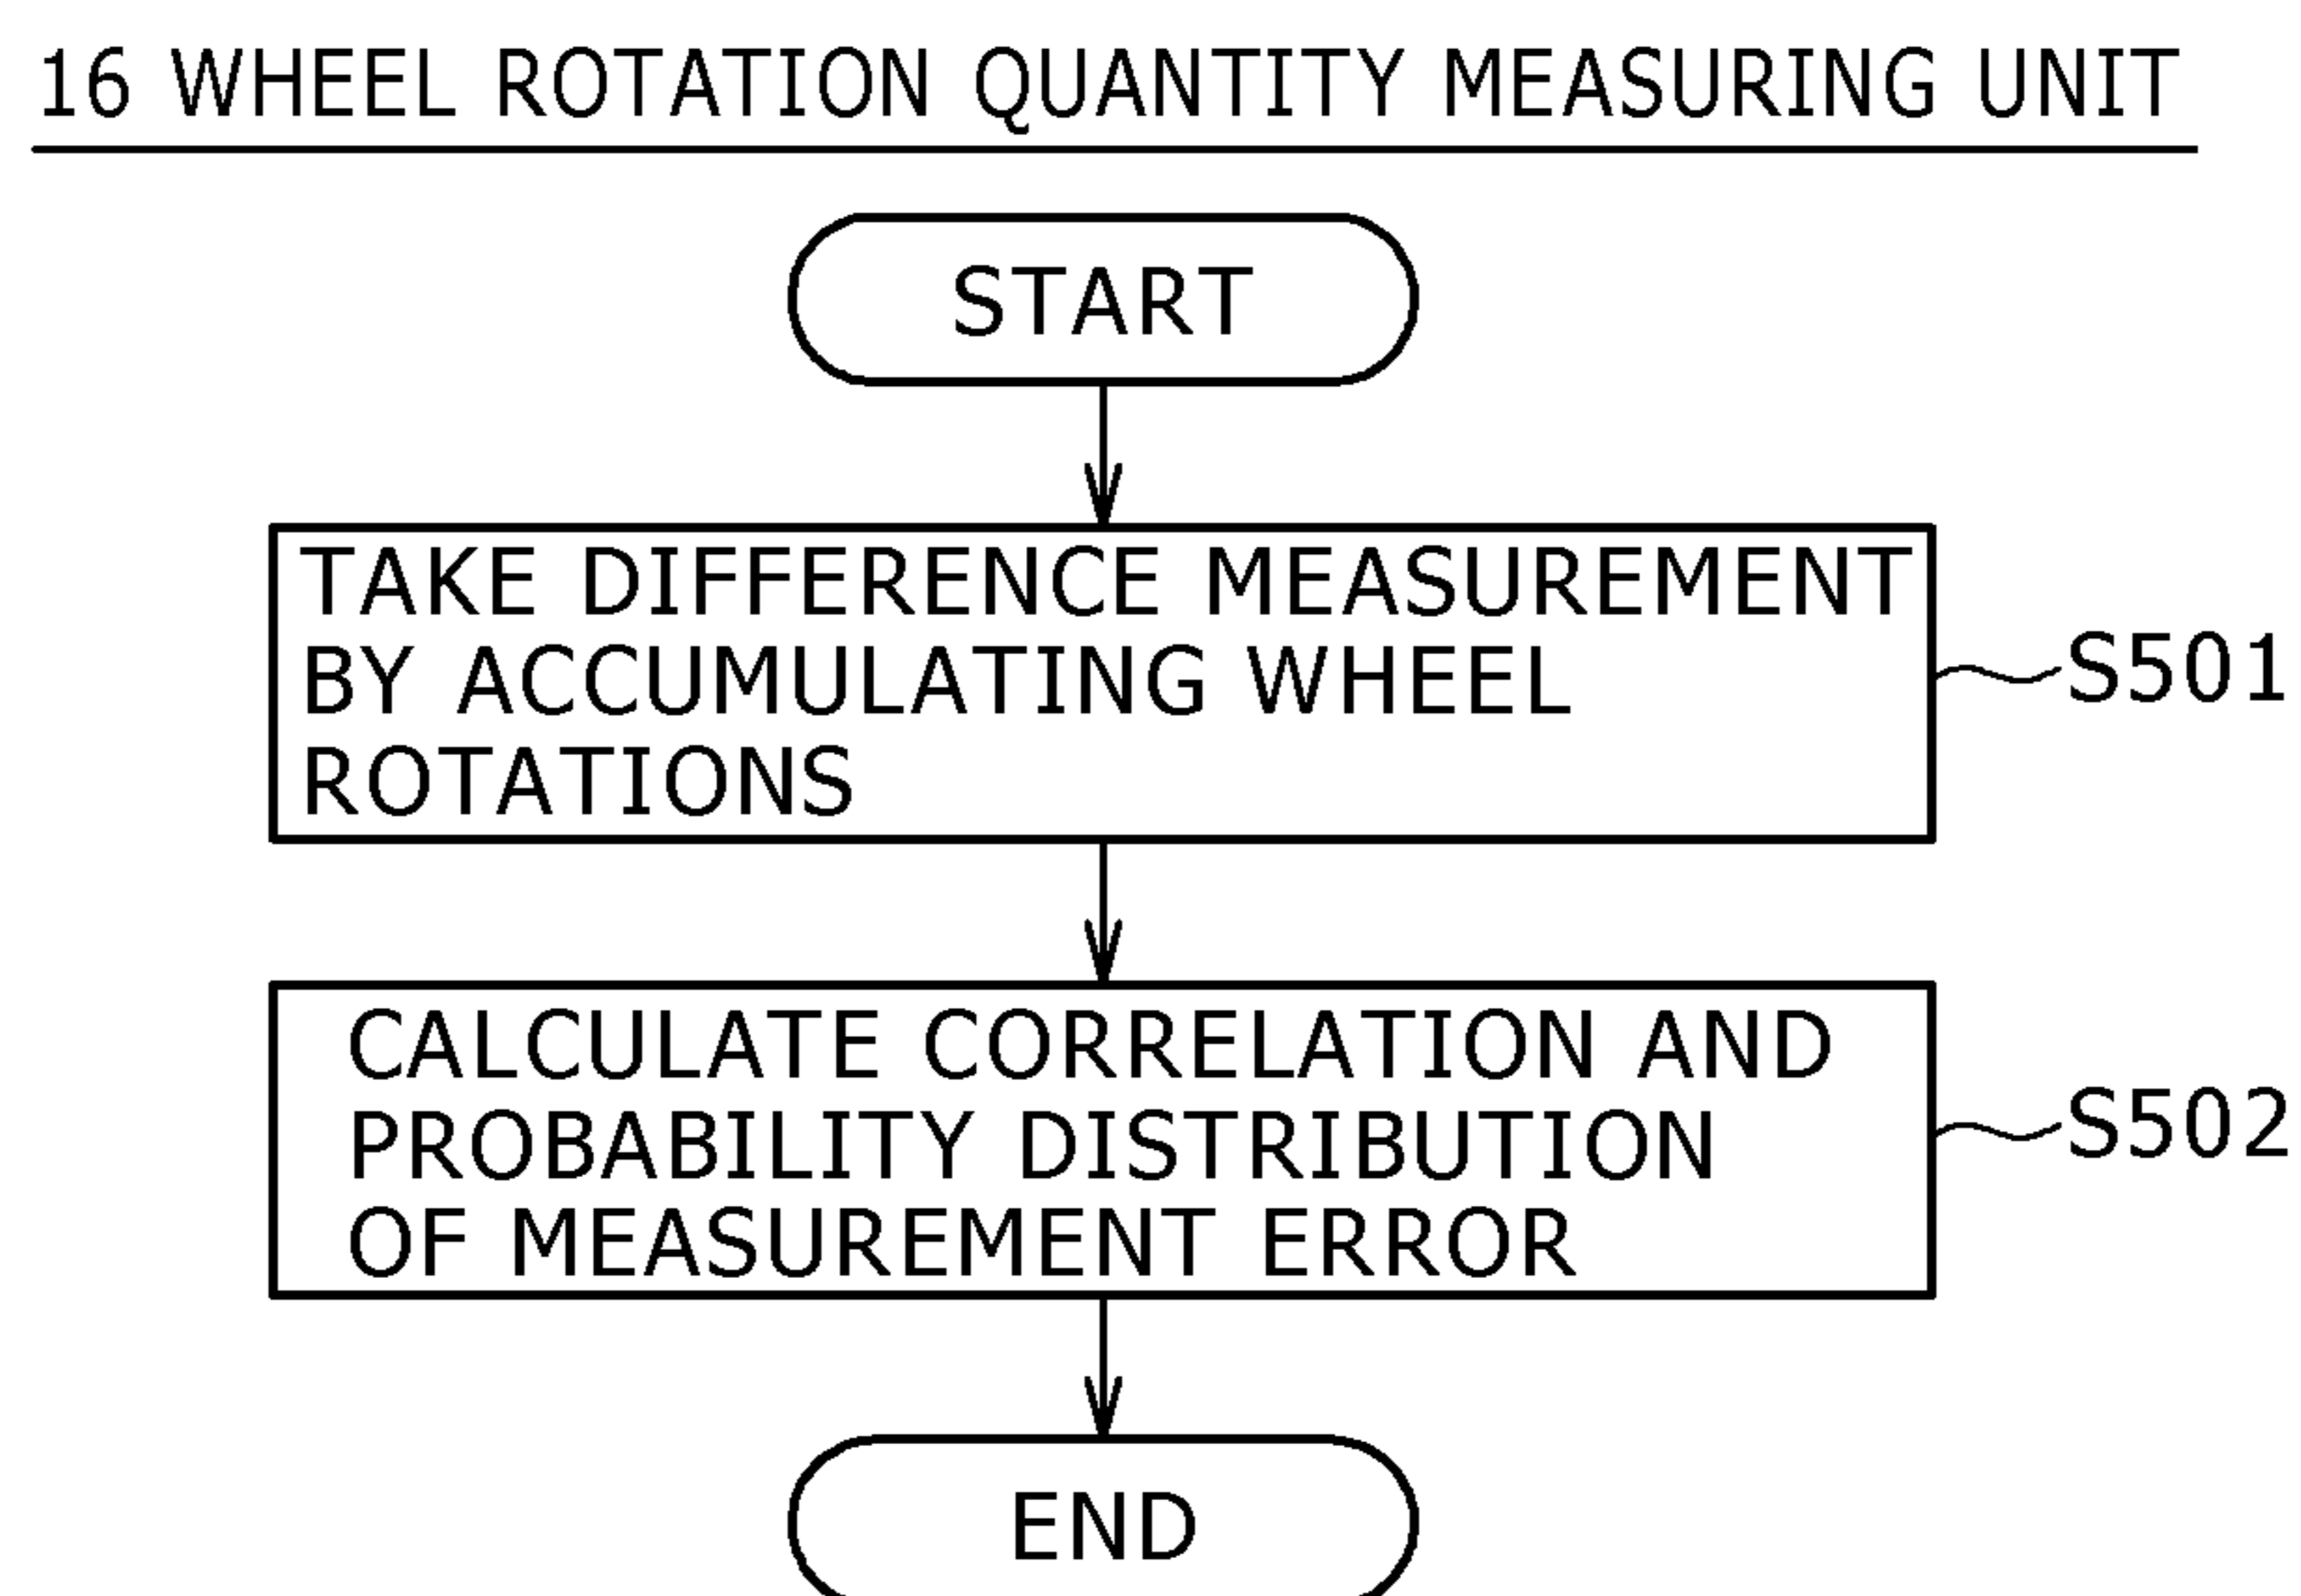 16 WHEEL ROTATION QUANTITY MEASURING UNIT
START
TAKE DIFFERENCE MEASUREMENT
BY ACCUMULATING WHEEL
ROTATIONS
S501
CALCULATE CORRELATION AND
PROBABILITY DISTRIBUTION
OF MEASUREMENT ERROR
S502
END